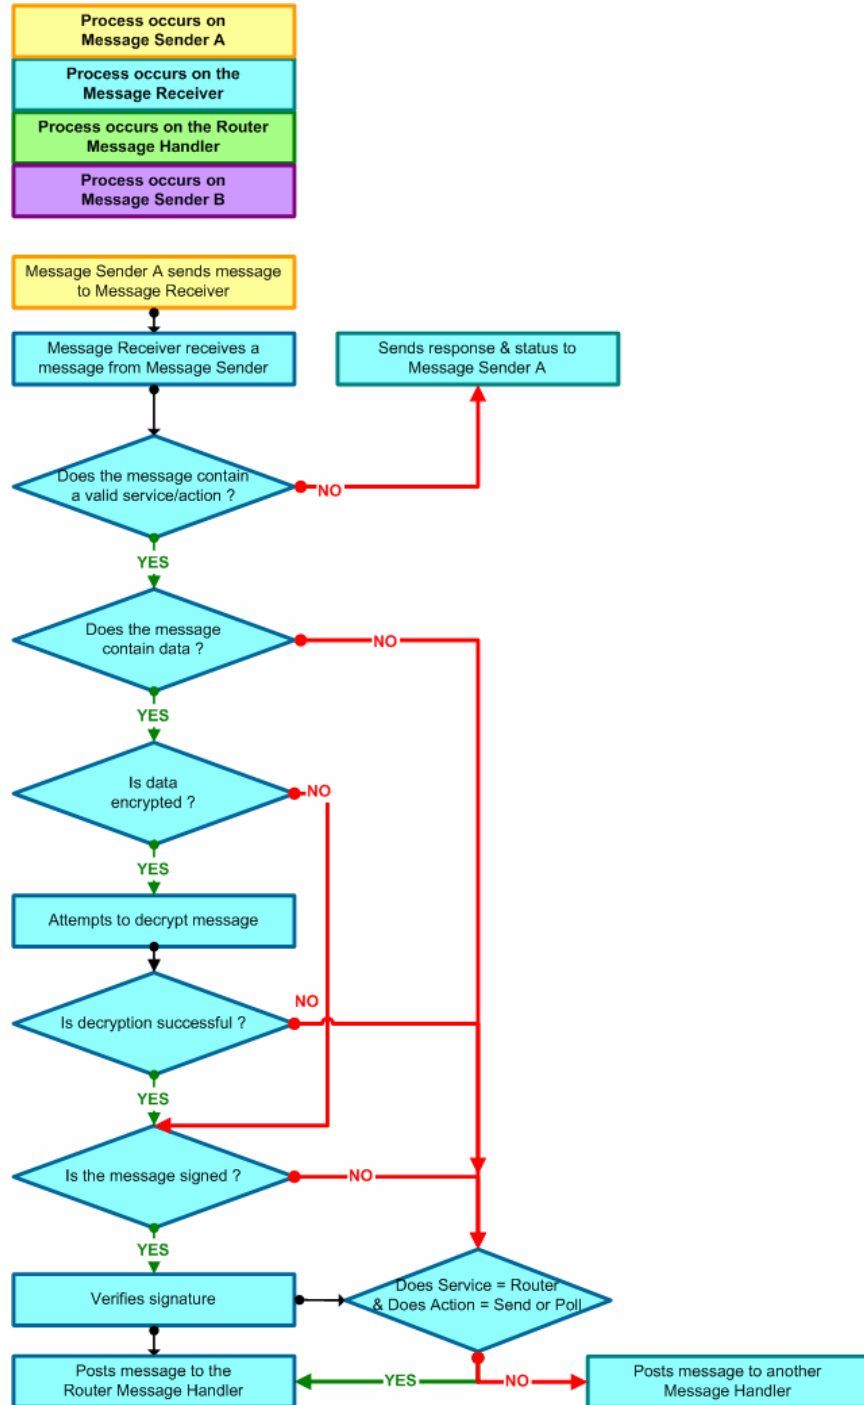 Process occurs on
Message Sender A
Process occurs on the
Message Receiver
Process occurs on the Router
Message Handler
Process occurs on
Message Sender B
Message Sender A sends message
to Message Receiver
Message Receiver receives a
message from Message Sender
Sends response & status to
Message Sender A
Does the message contain
a valid service/action ?
NO
YES
Does the message
contain data ?
NO
YES
Is data
encrypted ?
NO
YES
Attempts to decrypt message
Is decryption successful ?
NO
YES
Is the message signed ?
NO
YES
Verifies signature
Does Service = Router
& Does Action = Send or Poll
Posts message to the
Router Message Handler
YES
NO
Posts message to another
Message Handler